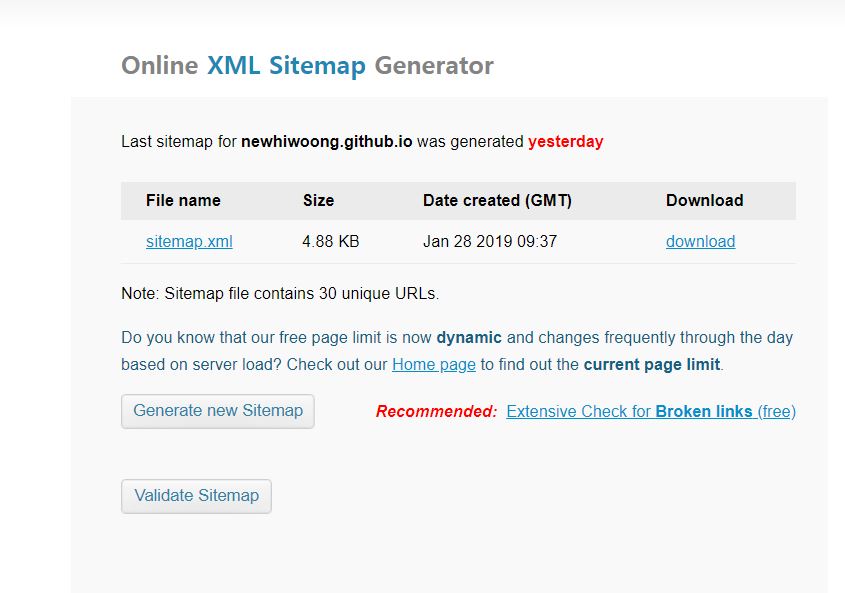 Online XML Sitemap Generator
Last sitemap for newhiwoong.github.io was generated yesterday
File name Size Date created (GMT) Download
sitemap.xml 4.88 KB Jan 28 2019 09:37 download
Note: Sitemap file contains 30 unique URLs.
Do you know that our free page limit is now dynamic and changes frequently through the day
based on server load? Check out our Home page to find out the current page limit.
Generate new Sitemap Recommended: Extensive Check for Broken links (free)
Validate Sitemap